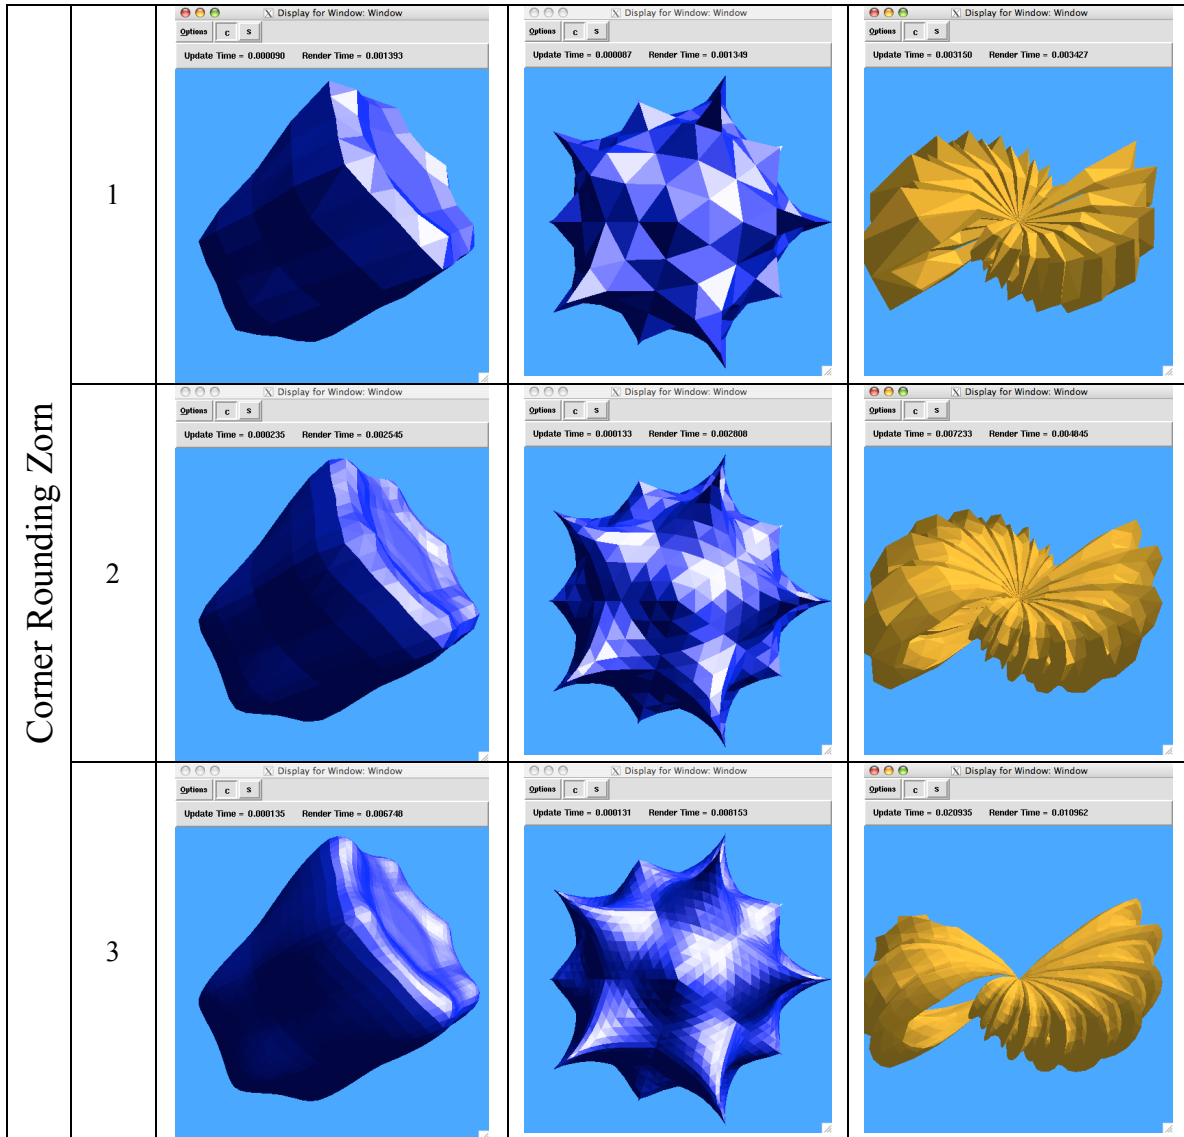 Corner Rounding Zorn
1
X Display for Window: Window
Options c s
Update Time = 0.000090 Render Time = 0.001393
X Display for Window: Window
Options c s
Update Time = 0.000087 Render Time = 0.001349
X Display for Window: Window
Options c s
Update Time = 0.003150 Render Time = 0.003427
2
X Display for Window: Window
Options c s
Update Time = 0.000235 Render Time = 0.002545
X Display for Window: Window
Options c s
Update Time = 0.000133 Render Time = 0.002808
X Display for Window: Window
Options c s
Update Time = 0.007233 Render Time = 0.004845
3
X Display for Window: Window
Options c s
Update Time = 0.000135 Render Time = 0.006748
X Display for Window: Window
Options c s
Update Time = 0.000131 Render Time = 0.008153
X Display for Window: Window
Options c s
Update Time = 0.020935 Render Time = 0.010962